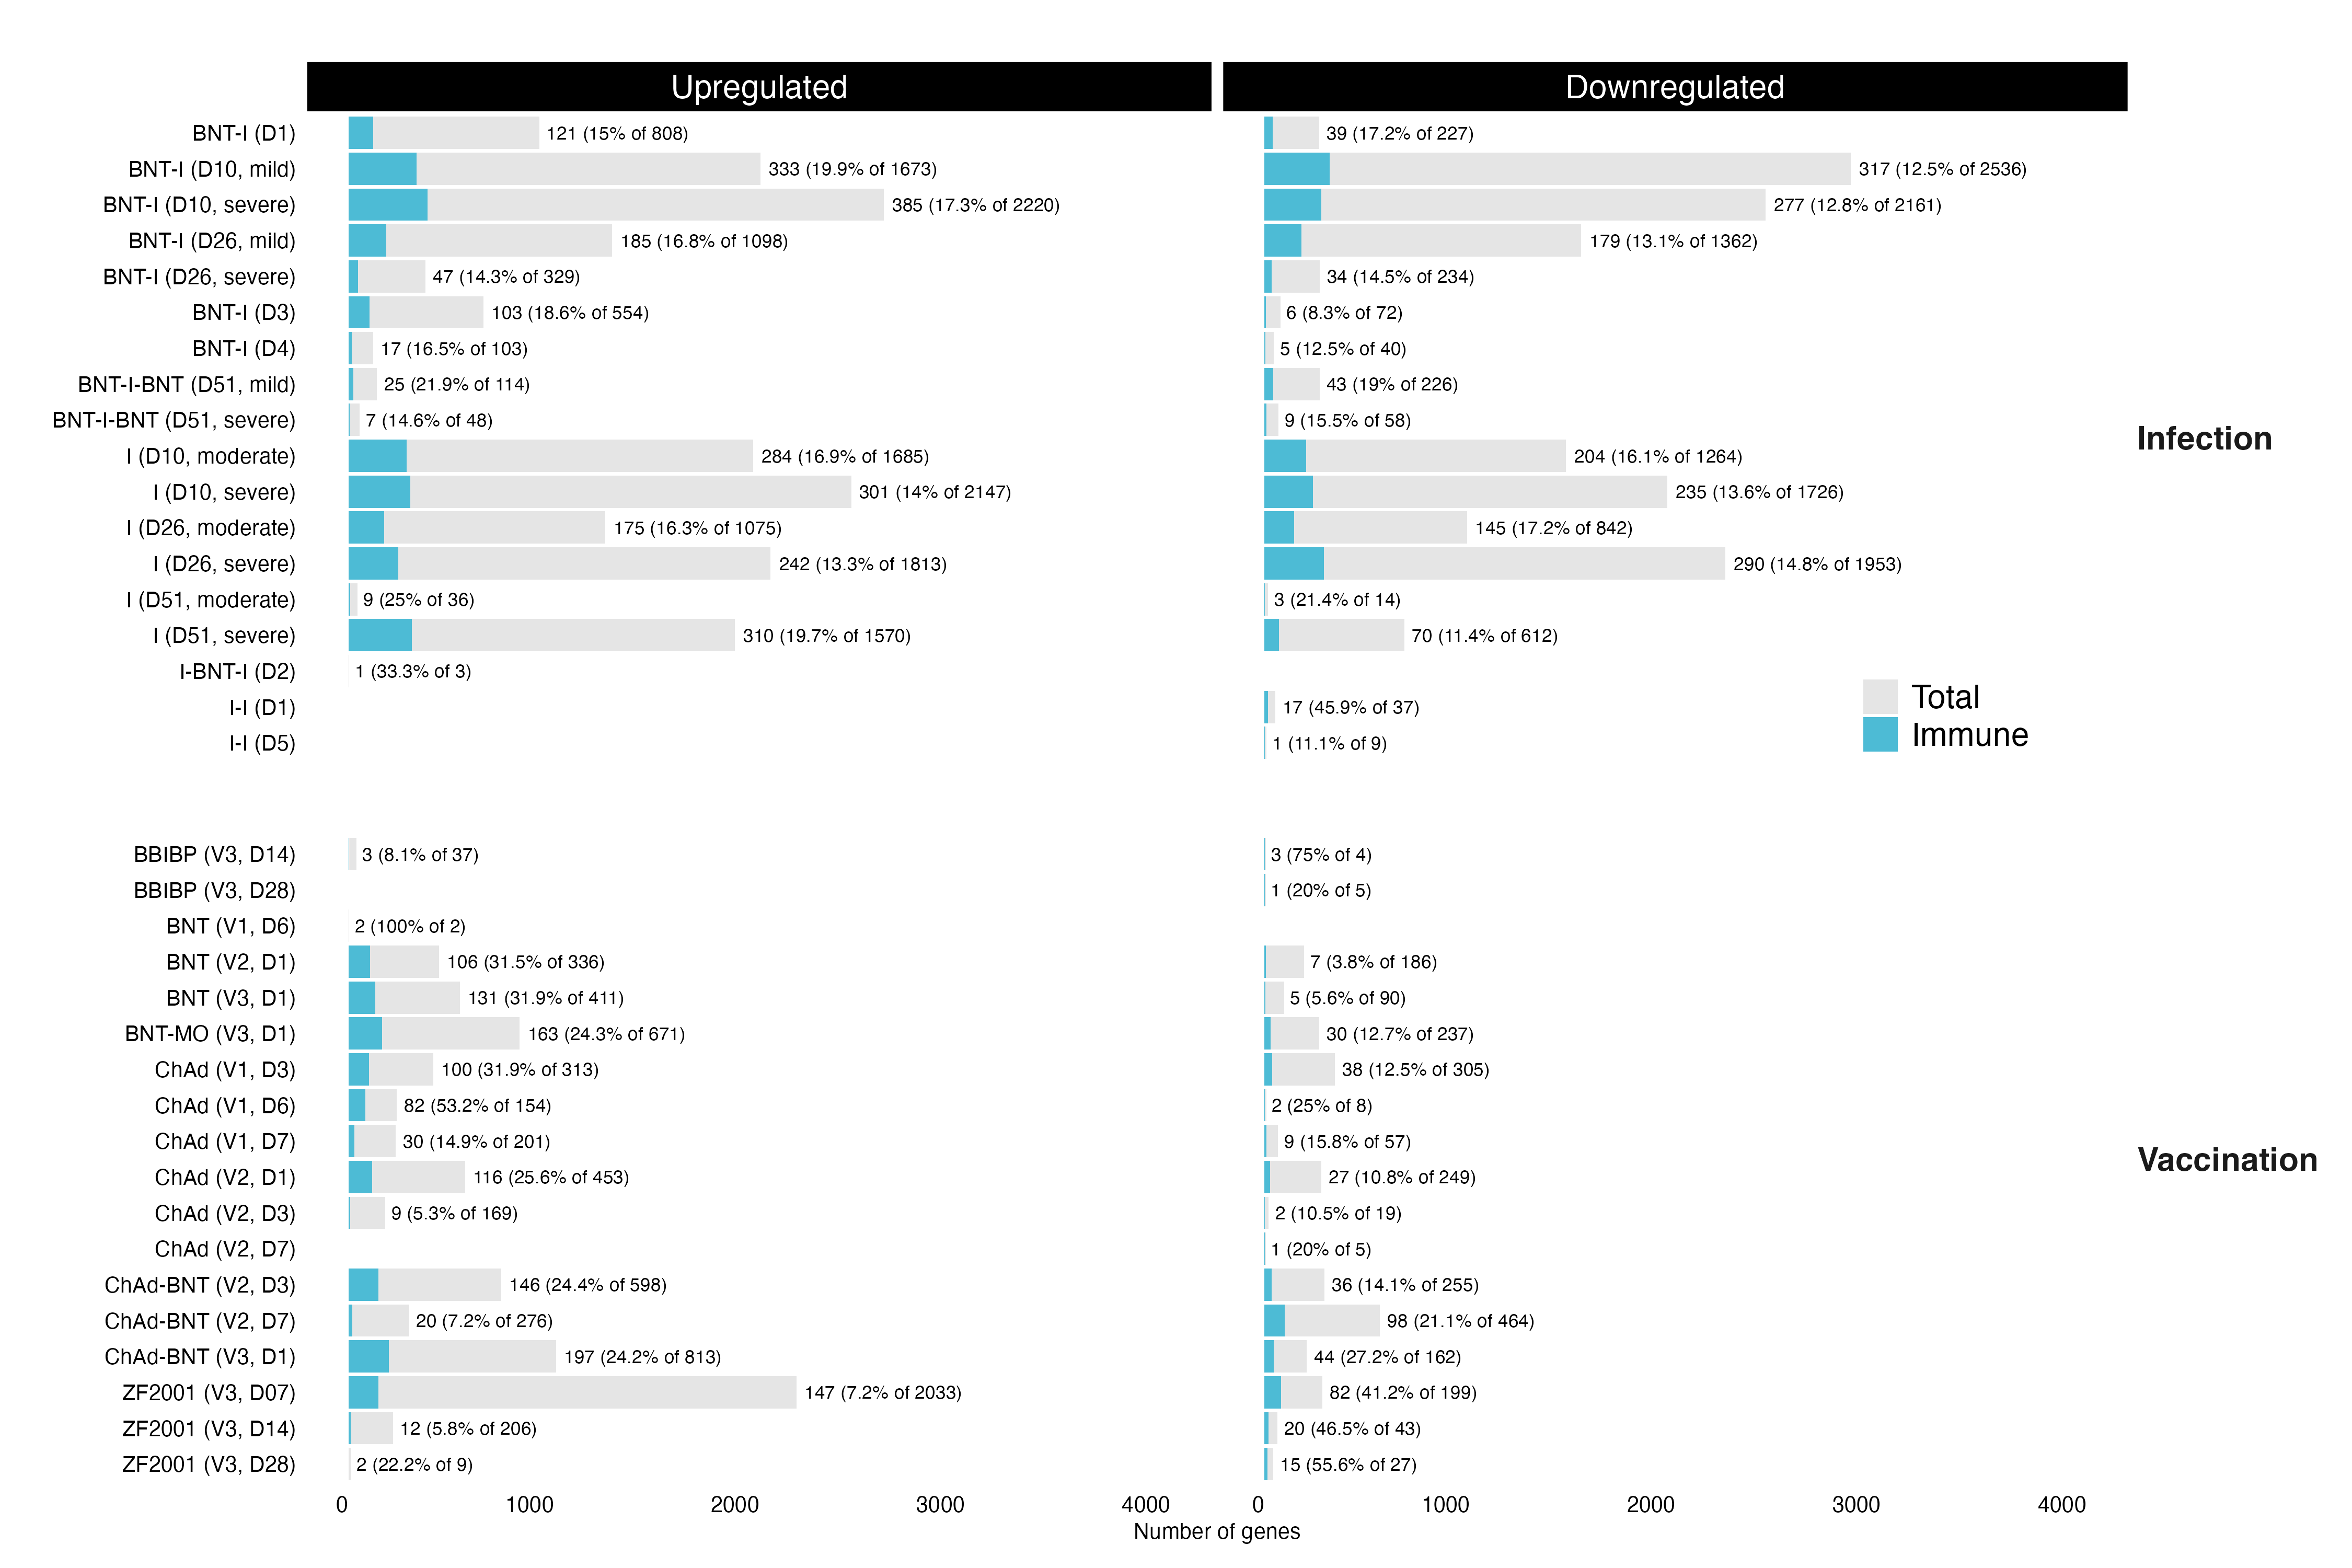 Upregulated Downregulated
BNT-I (D1) 121 (15% of 808) 39 (17.2% of 227)
BNT-I (D10, mild) 333 (19.9% of 1673) 317 (12.5% of 2536)
BNT-I (D10, severe) 385 (17.3% of 2220) 277 (12.8% of 2161)
BNT-I (D26, mild) 185 (16.8% of 1098) 179 (13.1% of 1362)
BNT-I (D26, severe) 47 (14.3% of 329) 34 (14.5% of 234)
BNT-I (D3) 103 (18.6% of 554) 6 (8.3% of 72)
BNT-I (D4) 17 (16.5% of 103) 5 (12.5% of 40)
BNT-I-BNT (D51, mild) 25 (21.9% of 114) 43 (19% of 226)
BNT-I-BNT (D51, severe) 7 (14.6% of 48) 9 (15.5% of 58)
Infection
I (D10, moderate) 284 (16.9% of 1685) 204 (16.1% of 1264)
I (D10, severe) 301 (14% of 2147) 235 (13.6% of 1726)
I (D26, moderate) 175 (16.3% of 1075) 145 (17.2% of 842)
I (D26, severe) 242 (13.3% of 1813) 290 (14.8% of 1953)
I (D51, moderate) 9 (25% of 36) 3 (21.4% of 14)
I (D51, severe) 310 (19.7% of 1570) 70 (11.4% of 612)
I-BNT-I (D2) 1 (33.3% of 3)
I-I (D1) 17 (45.9% of 37)
I-I (D5) 1 (11.1% of 9)
Total
Immune
BBIBP (V3, D14) 3 (8.1% of 37) 3 (75% of 4)
BBIBP (V3, D28) 1 (20% of 5)
BNT (V1, D6) 2 (100% of 2)
BNT (V2, D1) 106 (31.5% of 336) 7 (3.8% of 186)
BNT (V3, D1) 131 (31.9% of 411) 5 (5.6% of 90)
BNT-MO (V3, D1) 163 (24.3% of 671) 30 (12.7% of 237)
ChAd (V1, D3) 100 (31.9% of 313) 38 (12.5% of 305)
ChAd (V1, D6) 82 (53.2% of 154) 2 (25% of 8)
ChAd (V1, D7) 30 (14.9% of 201) 9 (15.8% of 57)
Vaccination
ChAd (V2, D1) 116 (25.6% of 453) 27 (10.8% of 249)
ChAd (V2, D3) 9 (5.3% of 169) 2 (10.5% of 19)
ChAd (V2, D7) 1 (20% of 5)
ChAd-BNT (V2, D3) 146 (24.4% of 598) 36 (14.1% of 255)
ChAd-BNT (V2, D7) 20 (7.2% of 276) 98 (21.1% of 464)
ChAd-BNT (V3, D1) 197 (24.2% of 813) 44 (27.2% of 162)
ZF2001 (V3, D07) 147 (7.2% of 2033) 82 (41.2% of 199)
ZF2001 (V3, D14) 12 (5.8% of 206) 20 (46.5% of 43)
ZF2001 (V3, D28) 2 (22.2% of 9) 15 (55.6% of 27)
0 1000 2000 3000 4000 0 1000 2000 3000 4000
Number of genes